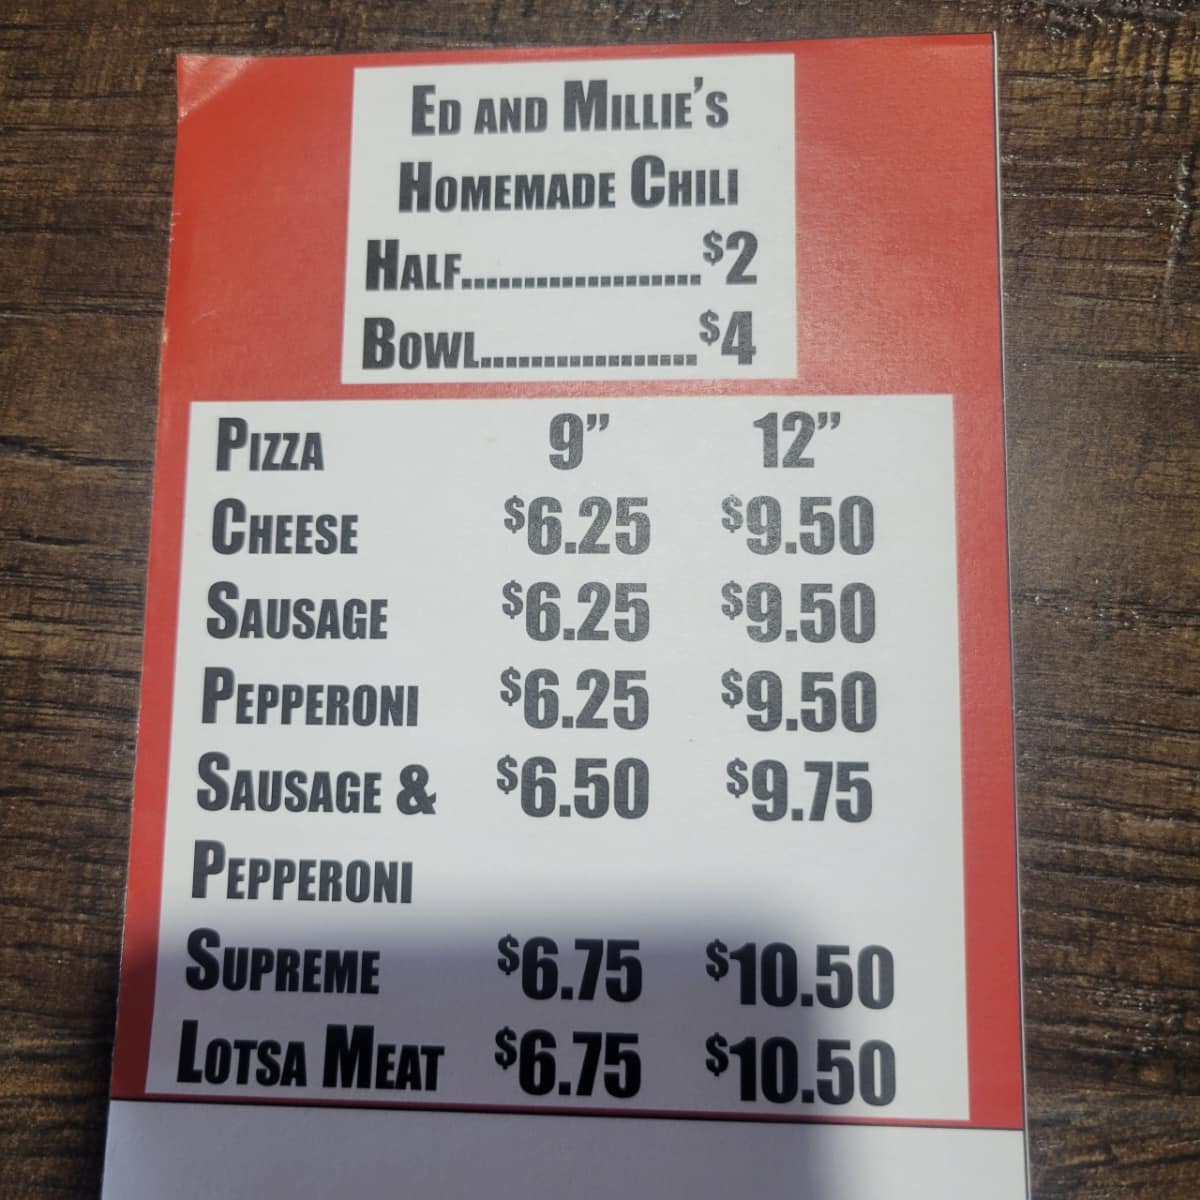 Ed and Millie's
Homemade Chili
Half....................$2
Bowl..................$4
Pizza 9” 12”
Cheese $6.25 $9.50
Sausage $6.25 $9.50
Pepperoni $6.25 $9.50
Sausage & $6.50 $9.75
Pepperoni
Supreme $6.75 $10.50
Lotsa Meat $6.75 $10.50